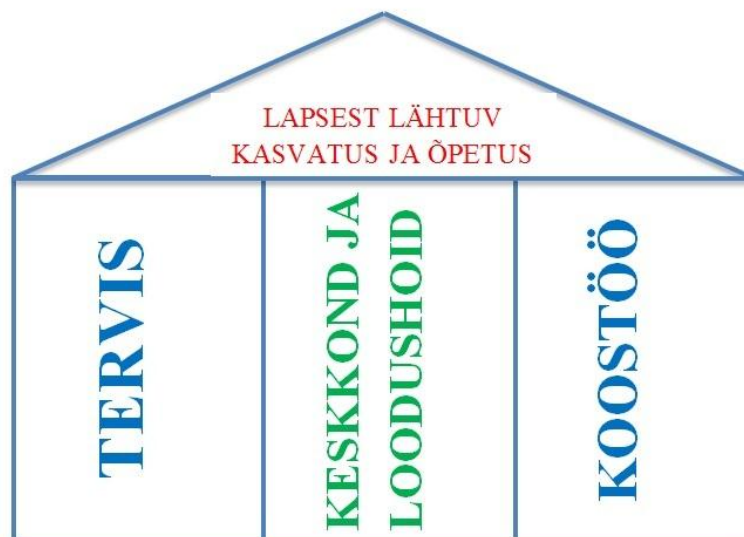 LAPSEST LÄHTUV
KASVATUS JA ÕPETUS
TERVIS
KESKKOND JA
LOODUSHOID
KOOSTÖÖ